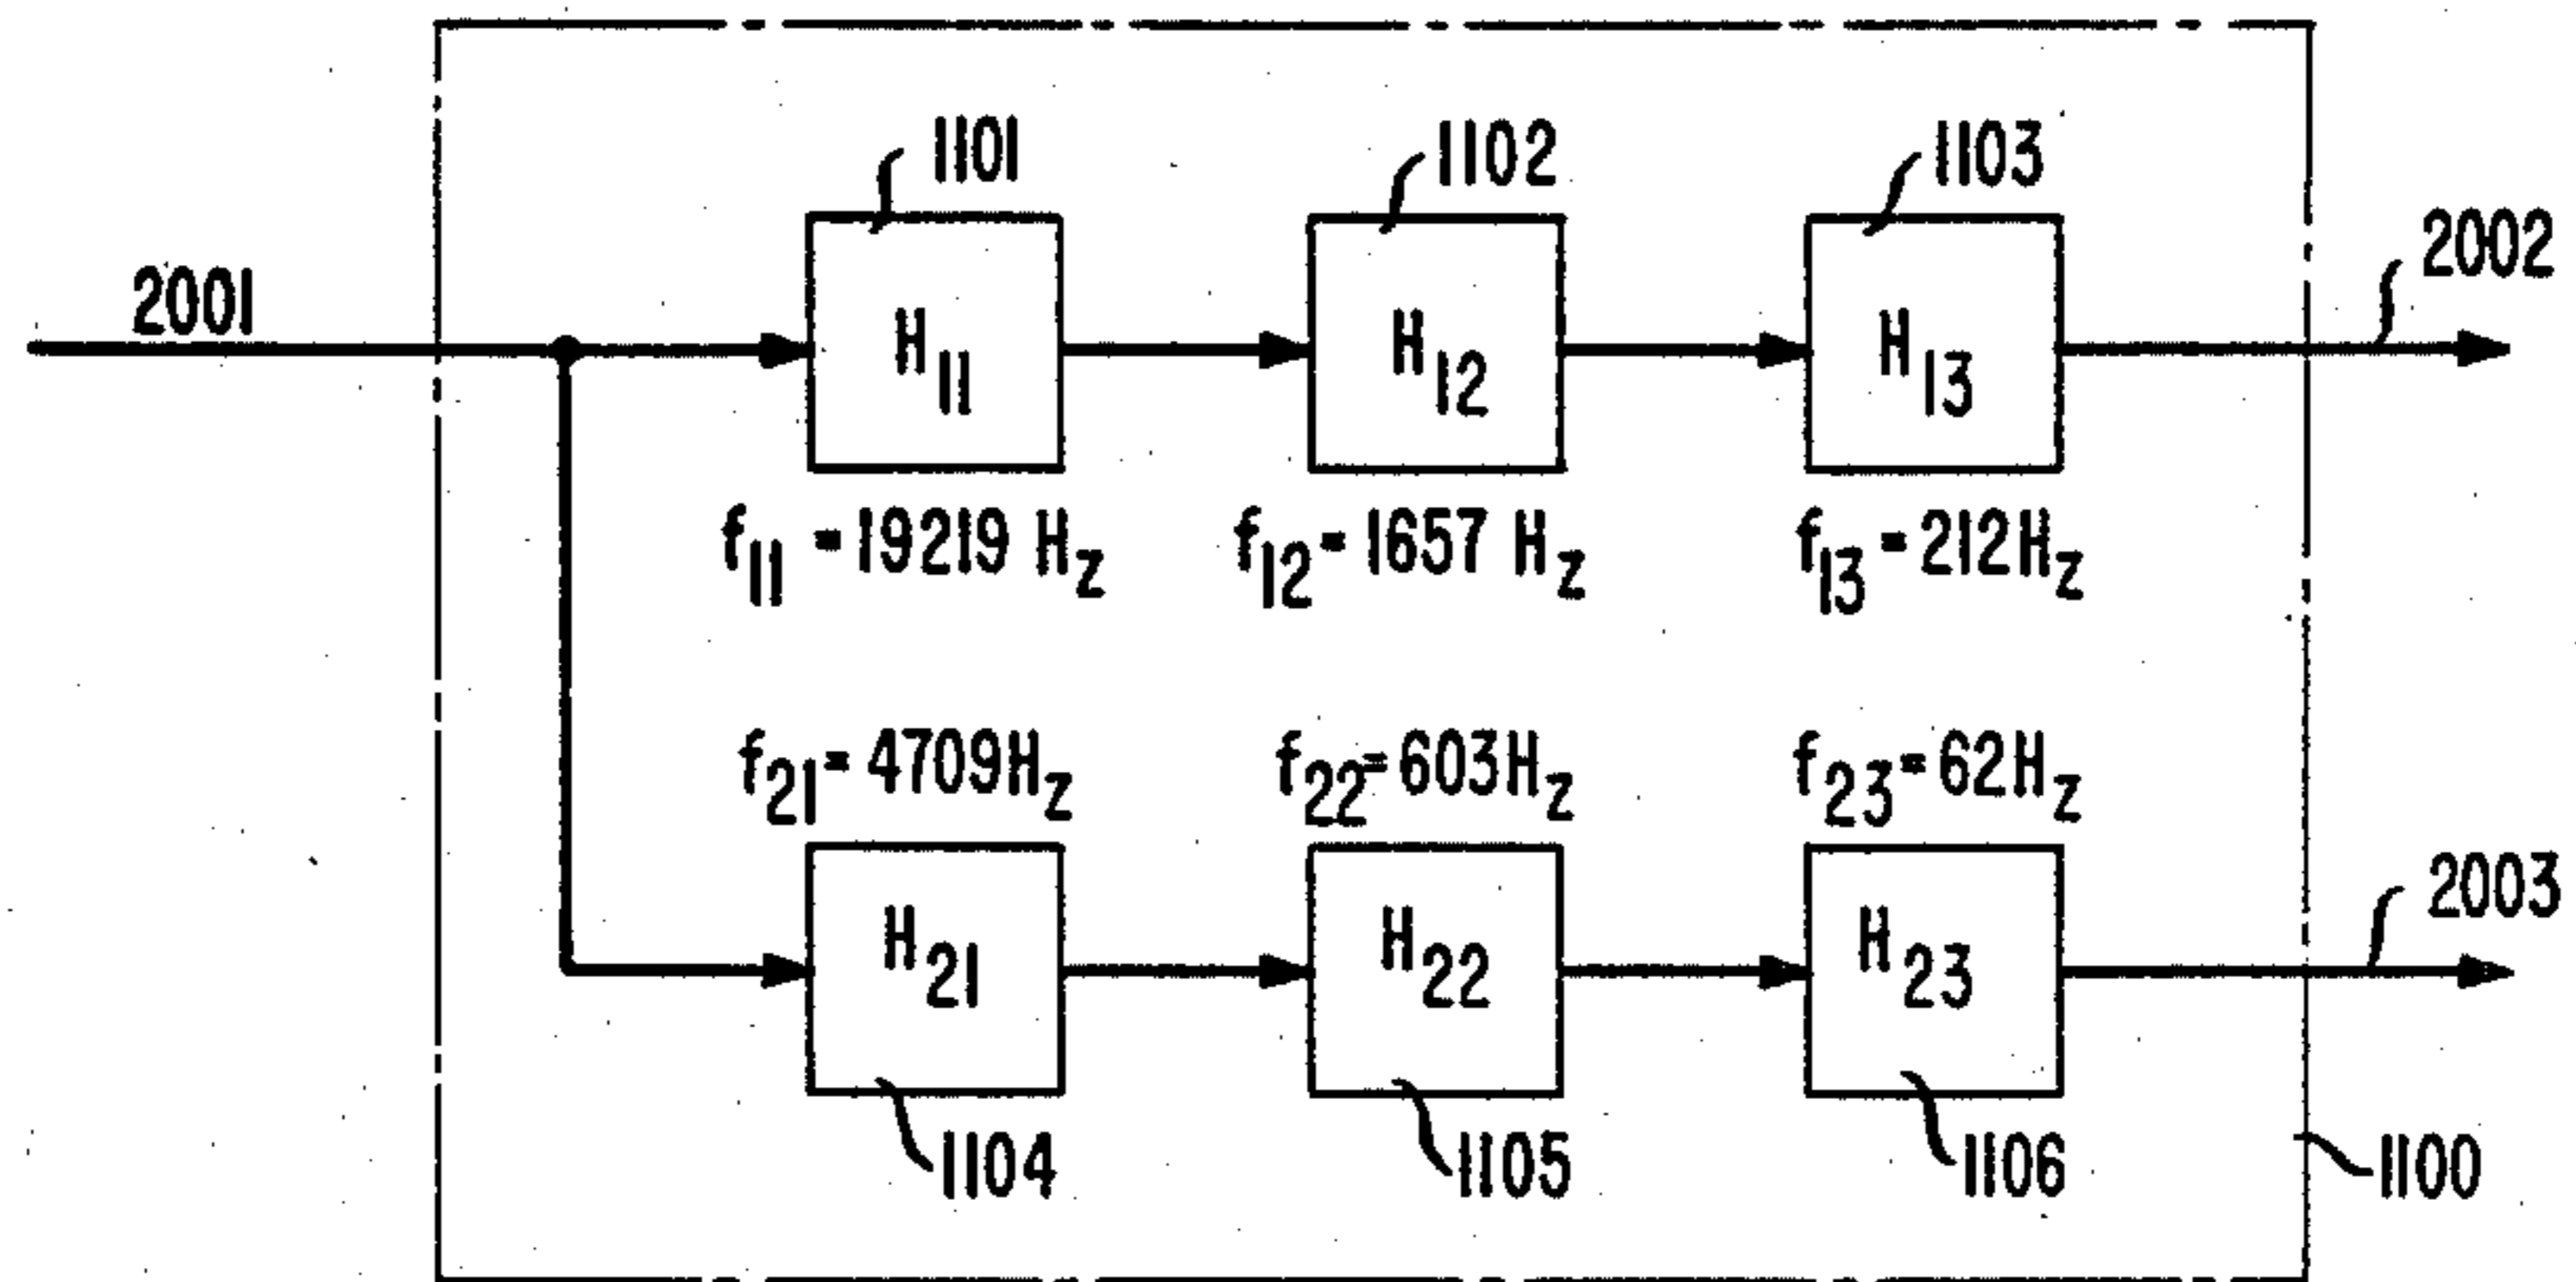 1101
1102
1103
2001
2002
H11
H12
H13
f11 = 19219 Hz
f12 = 1657 Hz
f13 = 212Hz
f21 = 4709Hz
f22 = 603Hz
f23 = 62Hz
H21
H22
H23
2003
1104
1105
1106
1100